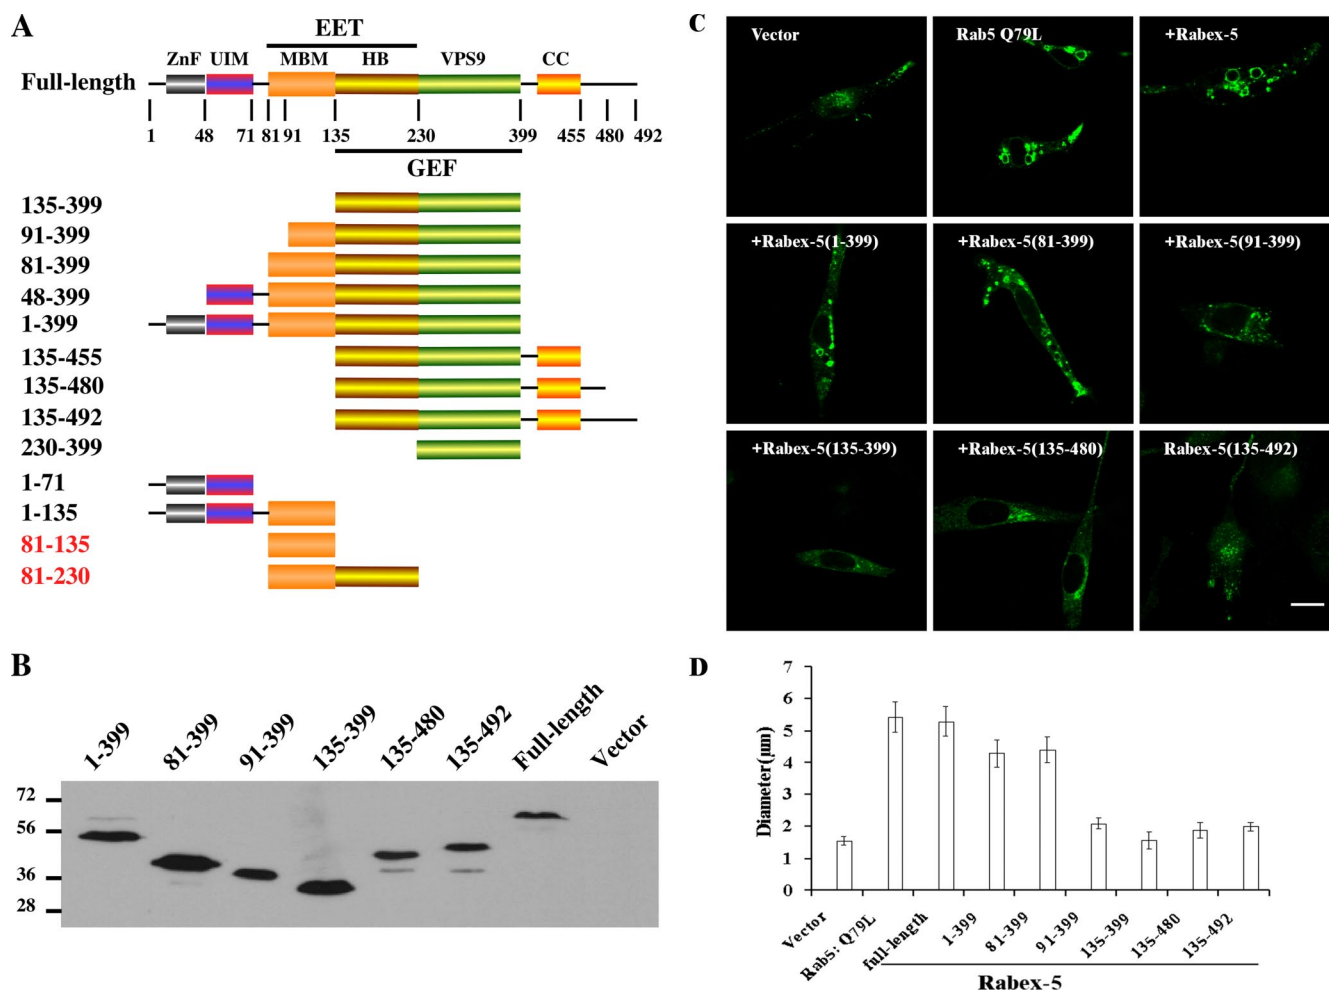 A
EET
ZnF UIM MBM HB VPS9 CC
Full-length
1 48 71 81 91 135 230 399 455 480 492
GEF
135-399
91-399
81-399
48-399
1-399
135-455
135-480
135-492
230-399
1-71
1-135
81-135
81-230
B
1-399 81-399 91-399 135-399 135-480 135-492 Full-length Vector
72
56
36
28
C
Vector Rab5 Q79L +Rabex-5
+Rabex-5(1-399) +Rabex-5(81-399) +Rabex-5(91-399)
+Rabex-5(135-399) +Rabex-5(135-480) Rabex-5(135-492)
D
Diameter(μm)
7
6
5
4
3
2
1
0
Vector Rab5: Q79L full-length 1-399 81-399 91-399 135-399 135-480 135-492
Rabex-5